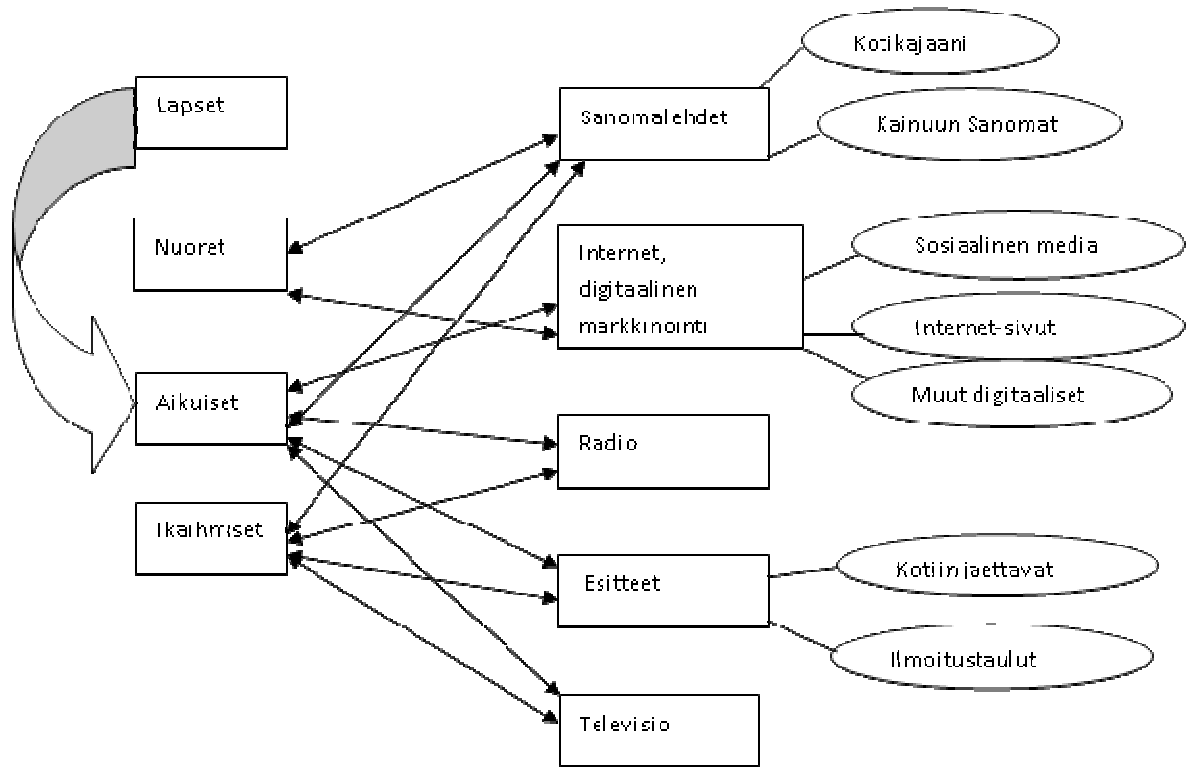 Lapset
Nuoret
Aikuiset
Ikäihmiset
Sanomalehdet
Internet,
digitaalinen
markkinointi
Radio
Esitteet
Televisio
Kotikajaani
Kainuun Sanomat
Sosiaalinen media
Internet-sivut
Muut digitaaliset
Kotiin jaettavat
Ilmoitustaulut